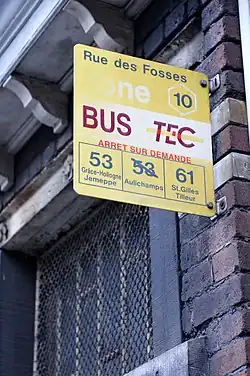 Rue des Fosses
one
10
BUS TEC
ARRET SUR DEMANDE
53 53 61
Grâce-Hollogne Aulichamps St.Gilles
Jemeppe Tilleur